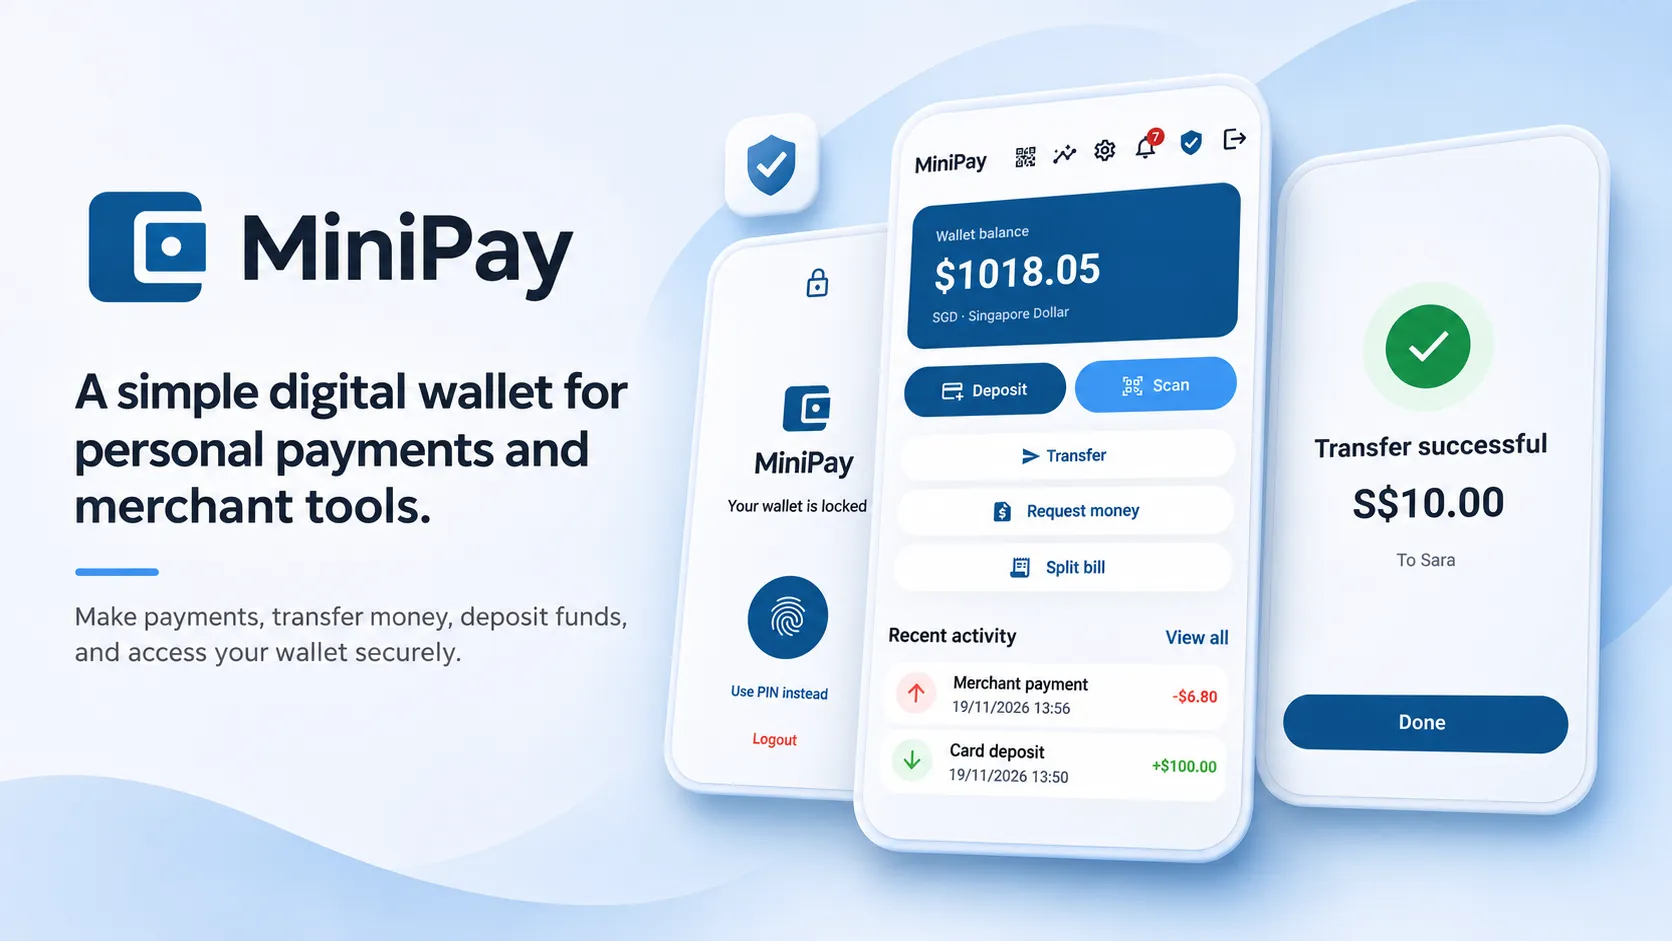 MiniPay
A simple digital wallet for
personal payments and
merchant tools.
Make payments, transfer money, deposit funds,
and access your wallet securely.
MiniPay
Your wallet is locked
Use PIN instead
Logout
MiniPay
7
Wallet balance
$1018.05
SGD · Singapore Dollar
Deposit
Scan
Transfer
Request money
Split bill
Recent activity
View all
Merchant payment
-$6.80
19/11/2026 13:56
Card deposit
+$100.00
19/11/2026 13:50
Transfer successful
S$10.00
To Sara
Done